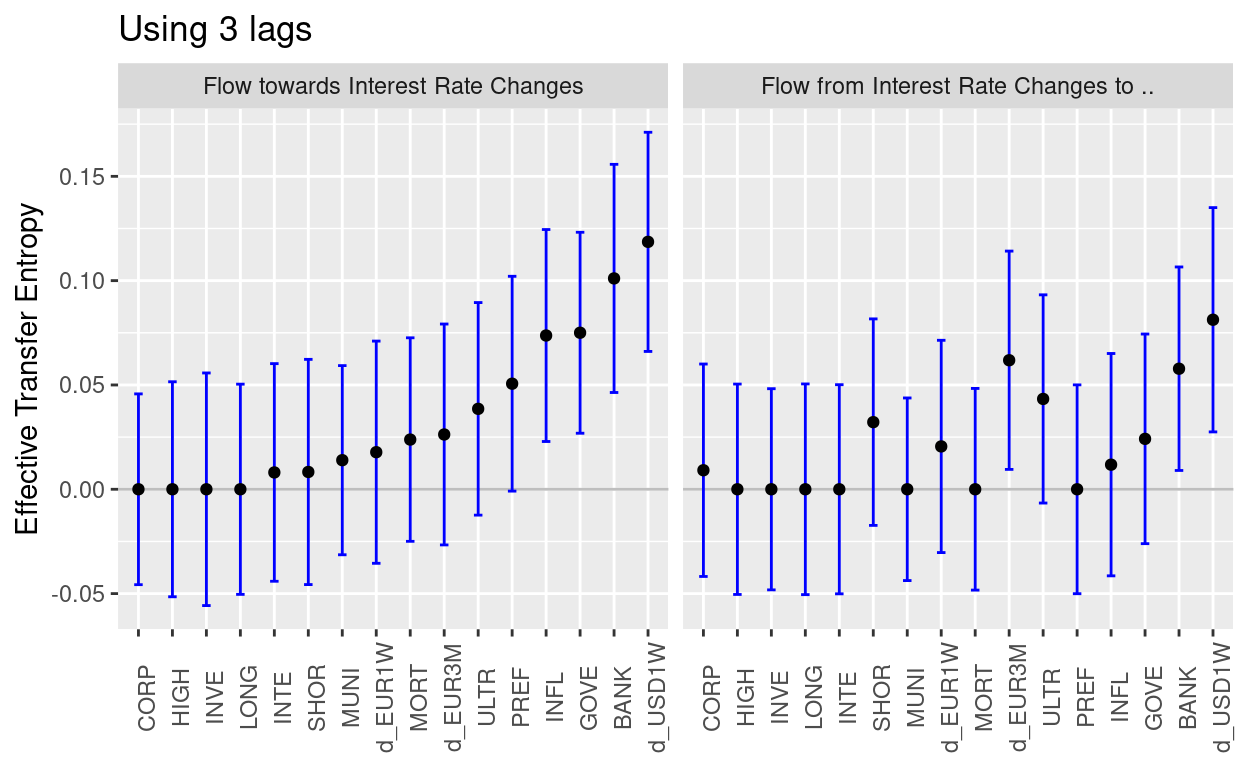 Using 3 lags
Flow towards Interest Rate Changes
Flow from Interest Rate Changes to ..
Effective Transfer Entropy
0.15
0.10
0.05
0.00
-0.05
CORP
HIGH
INVE
LONG
INTE
SHOR
MUNI
d_EUR1W
MORT
d_EUR3M
ULTR
PREF
INFL
GOVE
BANK
d_USD1W
CORP
HIGH
INVE
LONG
INTE
SHOR
MUNI
d_EUR1W
MORT
d_EUR3M
ULTR
PREF
INFL
GOVE
BANK
d_USD1W